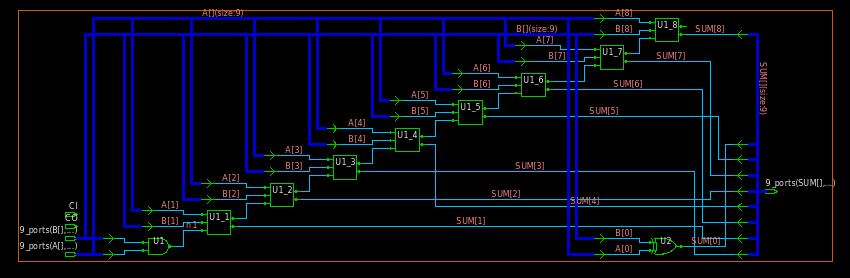 A[](size:9)
A[8]
U1_8
B[](size:9)
B[8]
SUM[8]
A[7]
U1_7
B[7]
SUM[7]
SUM[](size:9)
A[6]
U1_6
B[6]
SUM[6]
A[5]
U1_5
B[5]
SUM[5]
A[4]
U1_4
B[4]
A[3]
U1_3
B[3]
SUM[3]
A[2]
U1_2
B[2]
SUM[2]
SUM[4]
9_ports(SUM[],...)
CI
A[1]
U1_1
CO
B[1]
n1
SUM[1]
9_ports(B[],...)
U1
B[0]
U2
SUM[0]
9_ports(A[],...)
A[0]